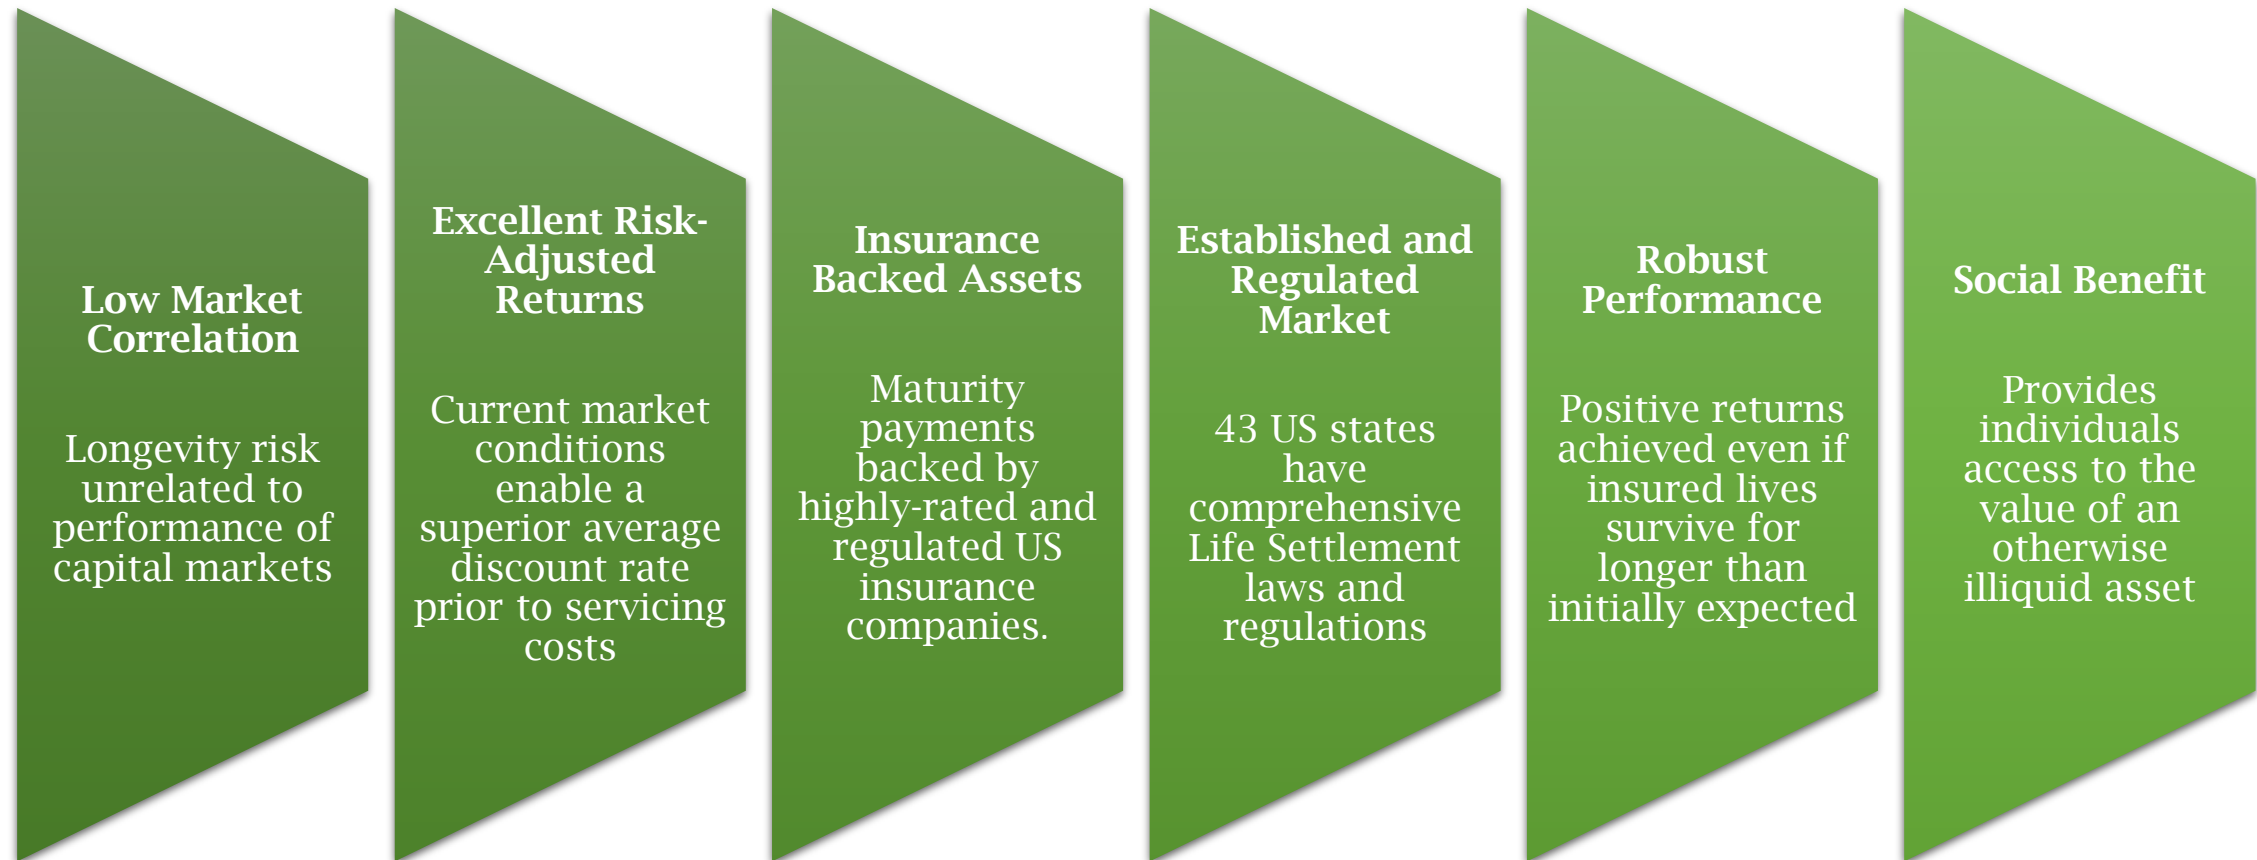 Low Market
Correlation
Longevity risk
unrelated to
performance of
capital markets
Excellent Risk-
Adjusted
Returns
Current market
conditions
enable a
superior average
discount rate
prior to servicing
costs
Insurance
Backed Assets
Maturity
payments
backed by
highly-rated and
regulated US
insurance
companies.
Established and
Regulated
Market
43 US states
have
comprehensive
Life Settlement
laws and
regulations
Robust
Performance
Positive returns
achieved even if
insured lives
survive for
longer than
initially expected
Social Benefit
Provides
individuals
access to the
value of an
otherwise
illiquid asset